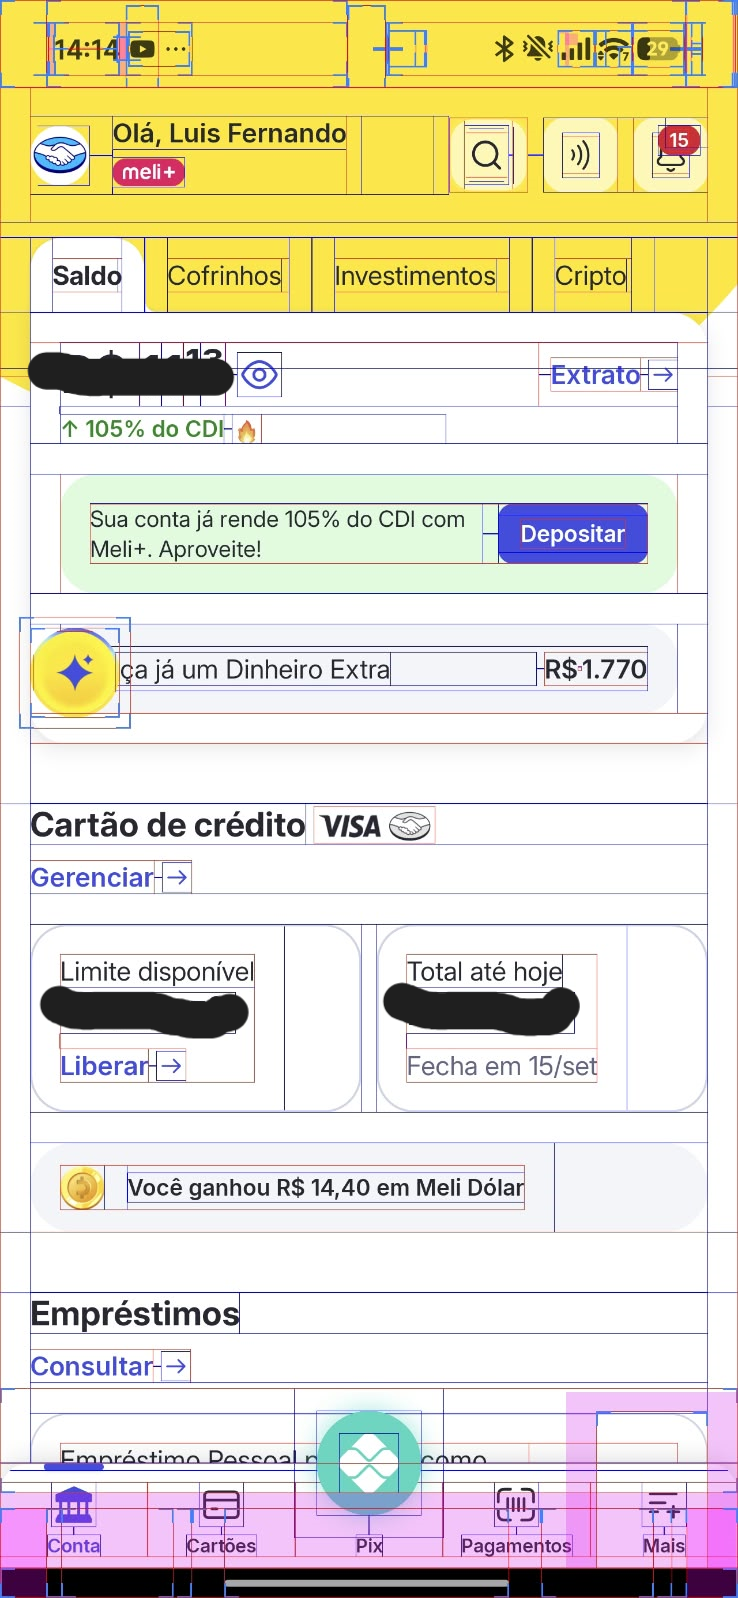 14:14
29
Olá, Luis Fernando
meli+
15
Saldo
Cofrinhos
Investimentos
Cripto
Extrato
105% do CDI
Sua conta já rende 105% do CDI com
Meli+. Aproveite!
Depositar
ça já um Dinheiro Extra
R$ 1.770
Cartão de crédito
VISA
Gerenciar
Limite disponível
Liberar
Total até hoje
Fecha em 15/set
Você ganhou R$ 14,40 em Meli Dólar
Empréstimos
Consultar
Empréstimo Pessoal como
Conta
Cartões
Pix
Pagamentos
Mais